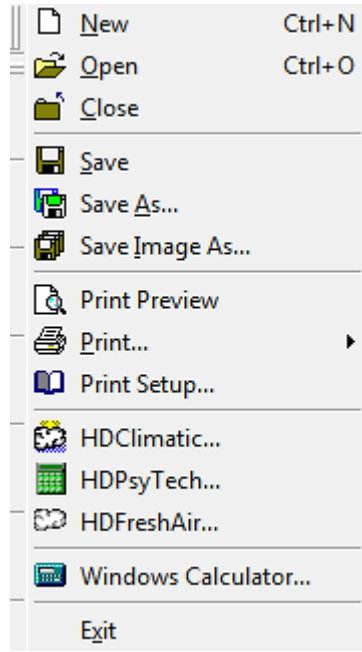 New Ctrl+N
Open Ctrl+O
Close
Save
Save As...
Save Image As...
Print Preview
Print...
Print Setup...
HDClimatic...
HDPsyTech...
HDFreshAir...
Windows Calculator...
Exit